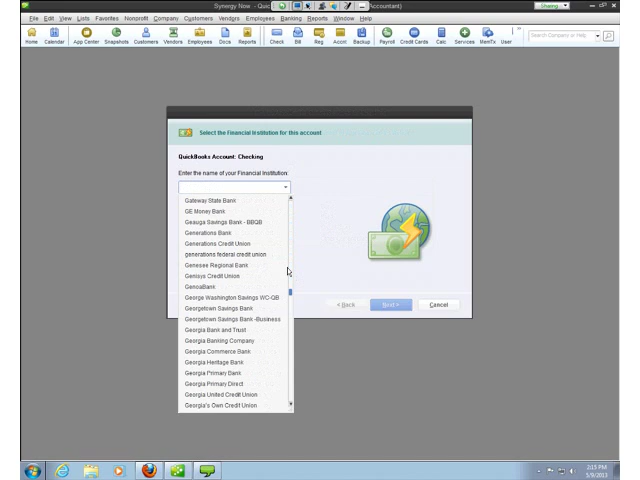 Synergy Now - Quic
Accountant)
Sharing
File Edit View Lists Favorites Nonprofit Company Customers Vendors Employees Banking Reports Window Help
Home Calendar App Center Snapshots Customers Vendors Employees Docs Reports Check Bill Reg Accnt Backup Payroll Credit Cards Calc Services MemTx User
Search Company or Help
Select the Financial Institution for this account
QuickBooks Account: Checking
Enter the name of your Financial Institution:
Gateway State Bank
GE Money Bank
Geauga Savings Bank - BBQB
Generations Bank
Generations Credit Union
generations federal credit union
Genesee Regional Bank
Genisys Credit Union
GenoaBank
George Washington Savings WC-QB
Georgetown Savings Bank
Georgetown Savings Bank -Business
Georgia Bank and Trust
Georgia Banking Company
Georgia Commerce Bank
Georgia Heritage Bank
Georgia Primary Bank
Georgia Primary Direct
Georgia United Credit Union
Georgia's Own Credit Union
< Back Next > Cancel
2:13 PM
5/9/2013